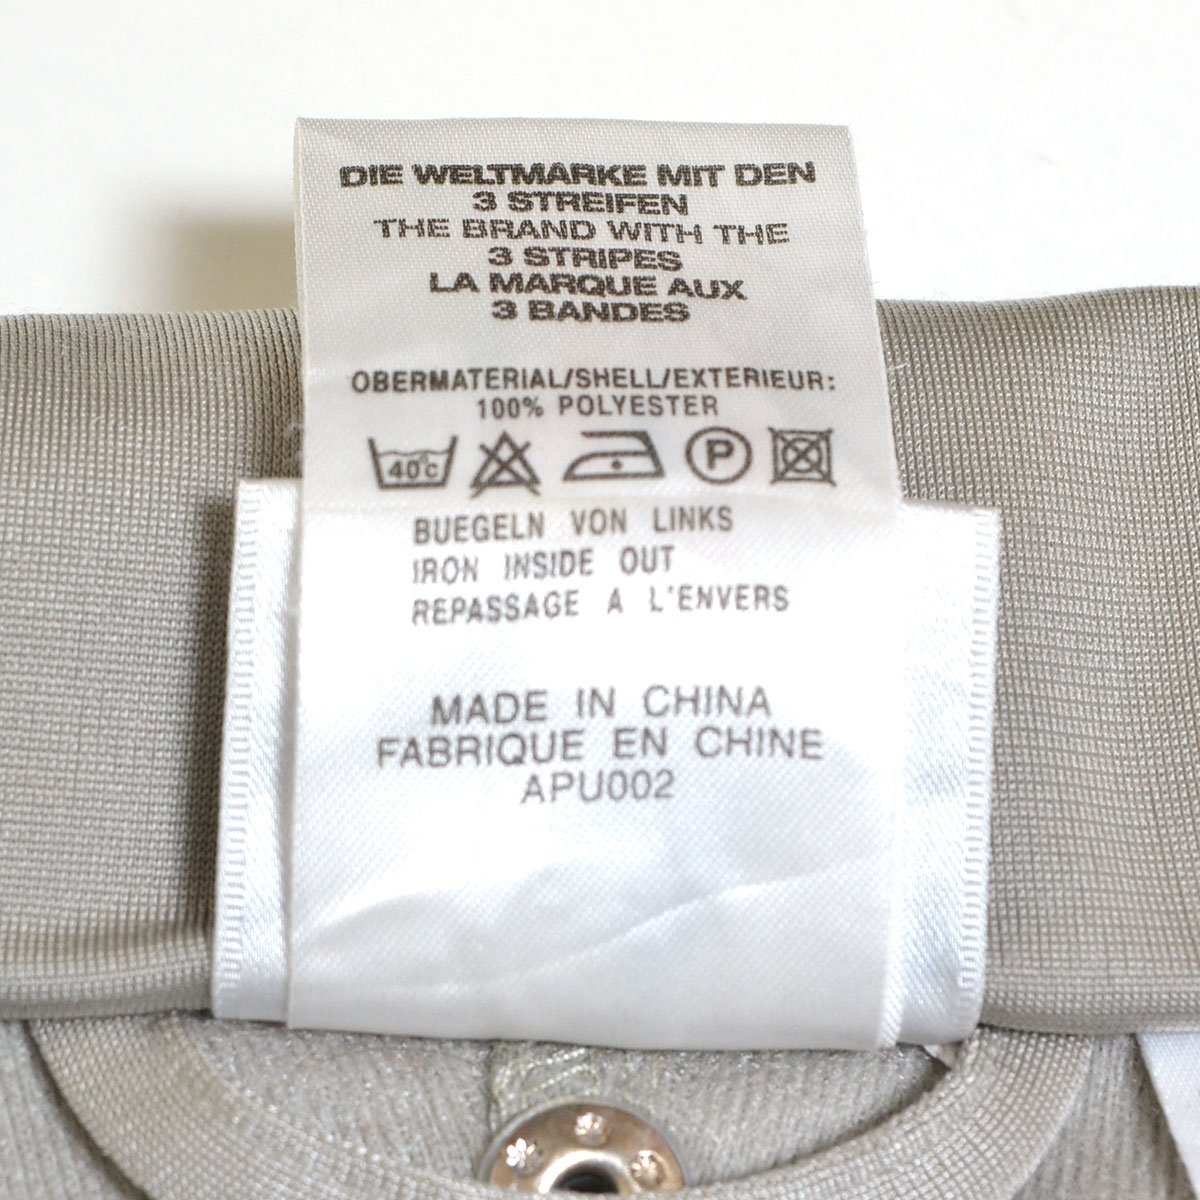 DIE WELTMARKE MIT DEN
3 STREIFEN
THE BRAND WITH THE
3 STRIPES
LA MARQUE AUX
3 BANDES
OBERMATERIAL/SHELL/EXTERIEUR:
100% POLYESTER
40°C P
BUEGELN VON LINKS
IRON INSIDE OUT
REPASSAGE A L'ENVERS
MADE IN CHINA
FABRIQUE EN CHINE
APU002